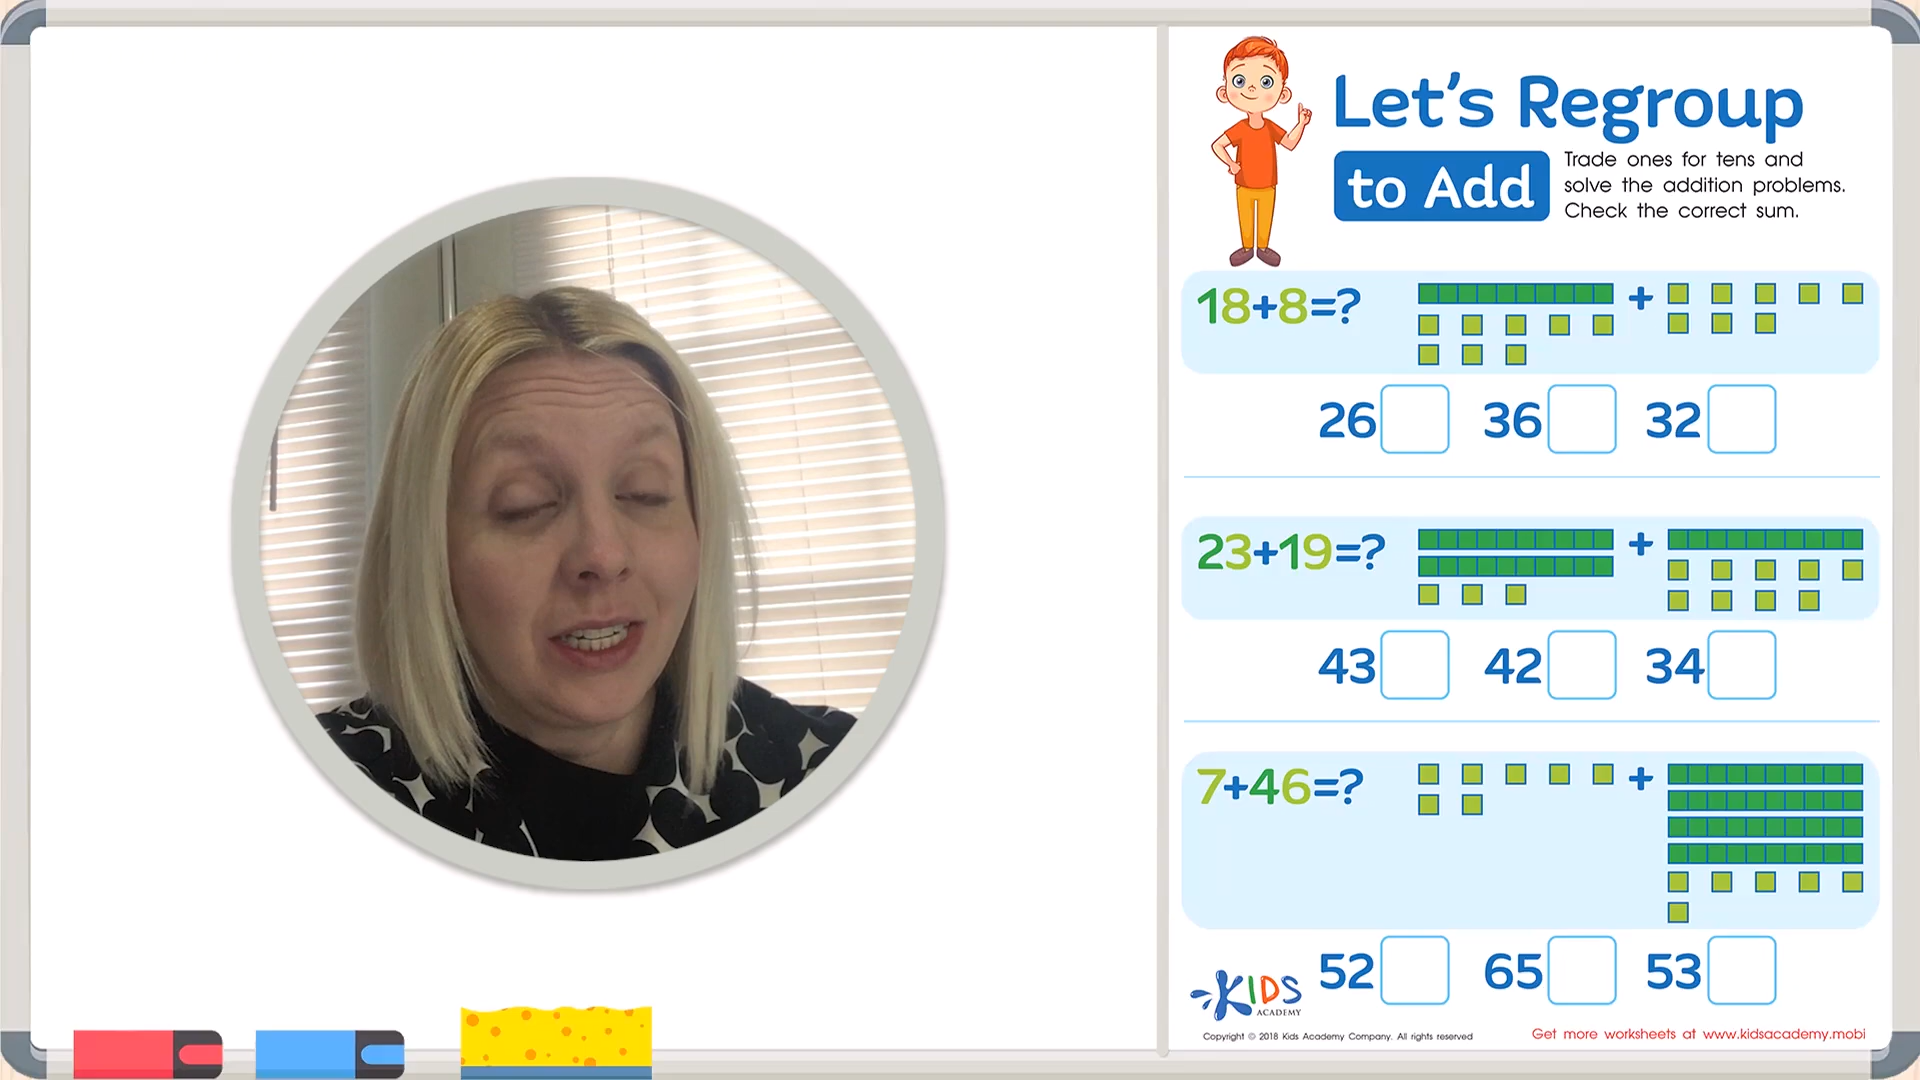 Let's Regroup
to Add
Trade ones for tens and
solve the addition problems.
Check the correct sum.
18+8=?
+
26 36 32
23+19=?
+
43 42 34
7+46=?
+
52 65 53
KIDS
ACADEMY
Copyright © 2018 Kids Academy Company. All rights reserved
Get more worksheets at www.kidsacademy.mobi